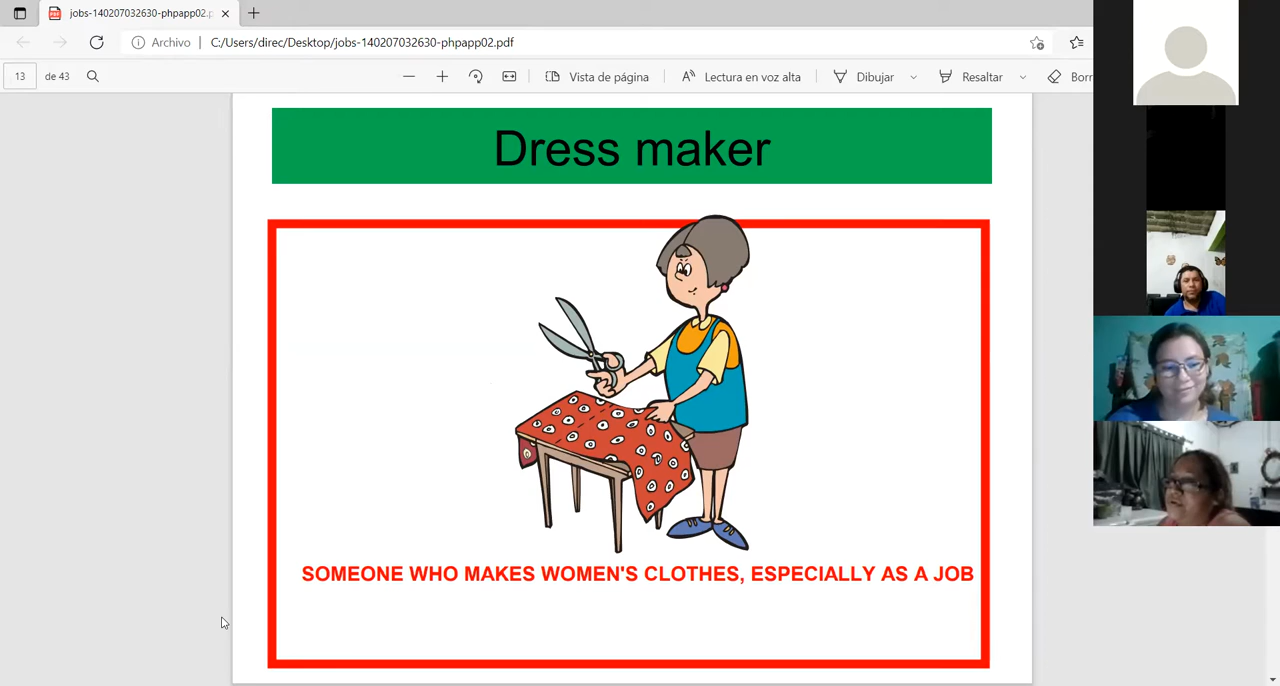 jobs-140207032630-phpapp02.p
Archivo C:/Users/direc/Desktop/jobs-140207032630-phpapp02.pdf
13 de 43 Vista de página Lectura en voz alta Dibujar Resaltar Borr
Dress maker
SOMEONE WHO MAKES WOMEN'S CLOTHES, ESPECIALLY AS A JOB